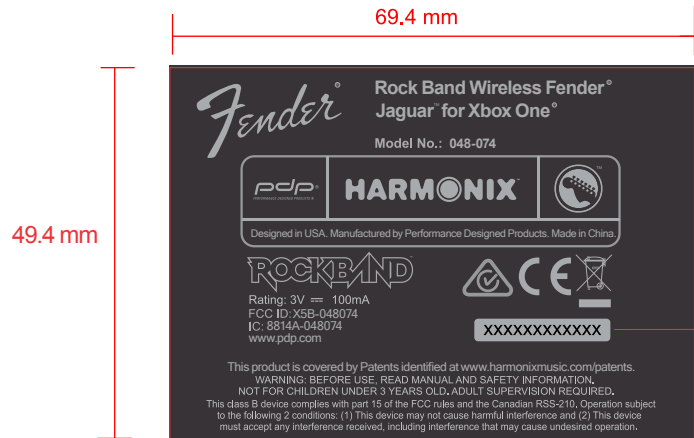 69.4 mm
49.4 mm
Fender®
Rock Band Wireless Fender®
Jaguar™ for Xbox One®
Model No.: 048-074
pdp®
PERFORMANCE DESIGNED PRODUCTS ®
HARMONIX™
™
Designed in USA. Manufactured by Performance Designed Products. Made in China.
ROCKBAND
CE
Rating: 3V ⎓ 100mA
FCC ID: X5B-048074
IC: 8814A-048074
www.pdp.com
XXXXXXXXXXXX
This product is covered by Patents identified at www.harmonixmusic.com/patents.
WARNING: BEFORE USE, READ MANUAL AND SAFETY INFORMATION.
NOT FOR CHILDREN UNDER 3 YEARS OLD. ADULT SUPERVISION REQUIRED.
This class B device complies with part 15 of the FCC rules and the Canadian RSS-210. Operation subject
to the following 2 conditions: (1) This device may not cause harmful interference and (2) This device
must accept any interference received, including interference that may cause undesired operation.